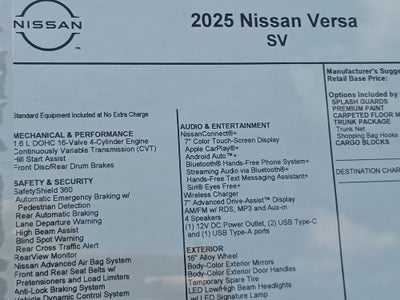 NISSAN
2025 Nissan Versa
SV
Standard Equipment Included at No Extra Charge
MECHANICAL & PERFORMANCE
1.6 L DOHC 16-Valve 4-Cylinder Engine
Continuously Variable Transmission (CVT)
Hill Start Assist
Front Disc/Rear Drum Brakes
SAFETY & SECURITY
SafetyShield 360
Automatic Emergency Braking w/
Pedestrian Detection
Rear Automatic Braking
Lane Departure Warning
High Beam Assist
Blind Spot Warning
Rear Cross Traffic Alert
RearView Monitor
Nissan Advanced Air Bag System
Front and Rear Seat Belts w/
Pretensioners and Load Limiters
Anti-Lock Braking System
Vehicle Dynamic Control System
AUDIO & ENTERTAINMENT
NissanConnect®+
7" Color Touch-Screen Display
Apple CarPlay®+
Android Auto™+
Bluetooth® Hands-Free Phone System+
Streaming Audio via Bluetooth®+
Hands-Free Text Messaging Assistant+
Siri® Eyes Free+
Wireless Charger
7" Advanced Drive-Assist™ Display
AM/FM w/ RDS, MP3 and Aux-in
4 Speakers
(1) 12V DC Power Outlet, (2) USB Type-C
and (1) USB Type-A ports
EXTERIOR
16" Alloy Wheel
Body-Color Exterior Mirrors
Body-Color Exterior Door Handles
Temporary Spare Tire
LED Low/High Beam Headlights
w/ LED Signature Lamp
Manufacturer's Sugge
Retail Base Price:
Options Included by
SPLASH GUARDS
PREMIUM PAINT
CARPETED FLOOR M
TRUNK PACKAGE
Trunk Net
Shopping Bag Hooks
CARGO BLOCKS
DESTINATION CHAR